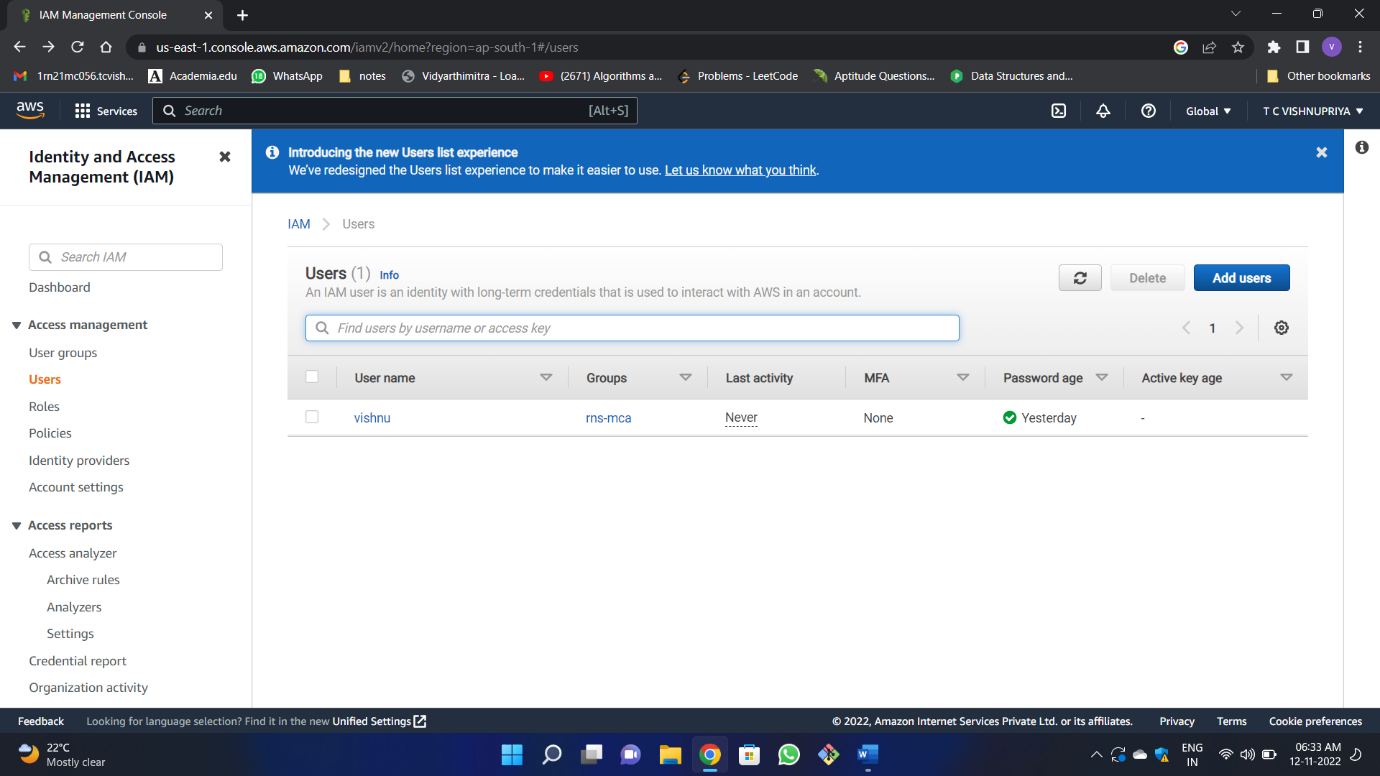 IAM Management Console
us-east-1.console.aws.amazon.com/iamv2/home?region=ap-south-1#/users
V
1rn21mc056.tcvish...
Academia.edu
WhatsApp
notes
Vidyarthimitra - Loa...
(2671) Algorithms a...
Problems - LeetCode
Aptitude Questions...
Data Structures and...
Other bookmarks
aws
Services
Search
[Alt+S]
Global
T C VISHNUPRIYA
Identity and Access
Management (IAM)
Introducing the new Users list experience
We've redesigned the Users list experience to make it easier to use. Let us know what you think.
IAM
Users
Search IAM
Dashboard
Access management
User groups
Users
Roles
Policies
Identity providers
Account settings
Access reports
Access analyzer
Archive rules
Analyzers
Settings
Credential report
Organization activity
Users (1) Info
An IAM user is an identity with long-term credentials that is used to interact with AWS in an account.
Delete
Add users
Find users by username or access key
1
User name
Groups
Last activity
MFA
Password age
Active key age
vishnu
rns-mca
Never
None
Yesterday
-
Feedback
Looking for language selection? Find it in the new Unified Settings
© 2022, Amazon Internet Services Private Ltd. or its affiliates.
Privacy
Terms
Cookie preferences
22°C
Mostly clear
ENG
IN
06:33 AM
12-11-2022